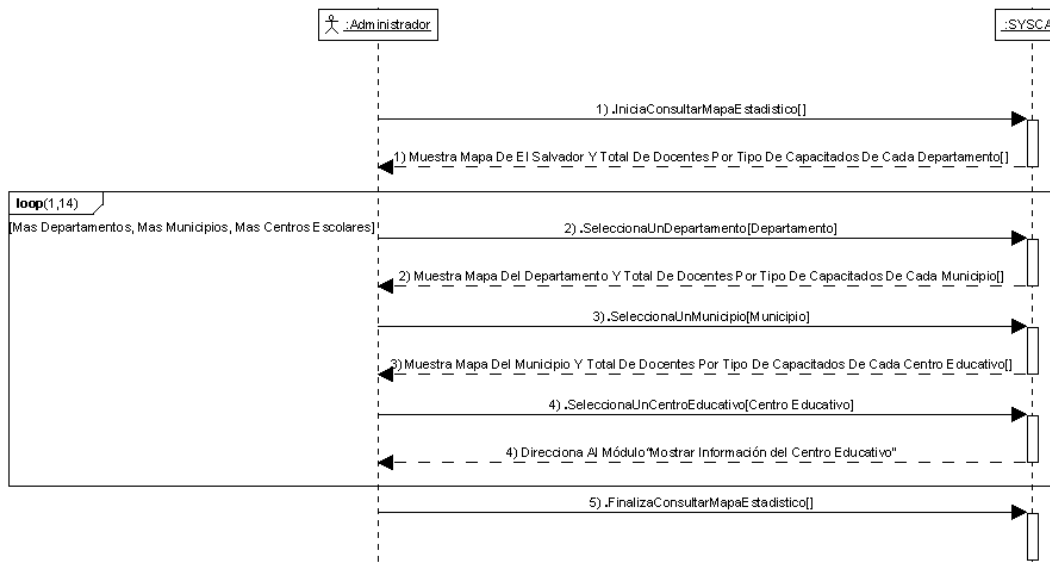 :Administrador
:SYSCA
1) .IniciaConsultarMapaEstadistico[]
1) Muestra Mapa De El Salvador Y Total De Docentes Por Tipo De Capacitados De Cada Departamento[]
loop(1,14)
[Mas Departamentos, Mas Municipios, Mas Centros Escolares]
2) .SeleccionaUnDepartamento[Departamento]
2) Muestra Mapa Del Departamento Y Total De Docentes Por Tipo De Capacitados De Cada Municipio[]
3) .SeleccionaUnMunicipio[Municipio]
3) Muestra Mapa Del Municipio Y Total De Docentes Por Tipo De Capacitados De Cada Centro Educativo[]
4) .SeleccionaUnCentroEducativo[Centro Educativo]
4) Direcciona Al Módulo“Mostrar Información del Centro Educativo”
5) .FinalizaConsultarMapaEstadistico[]